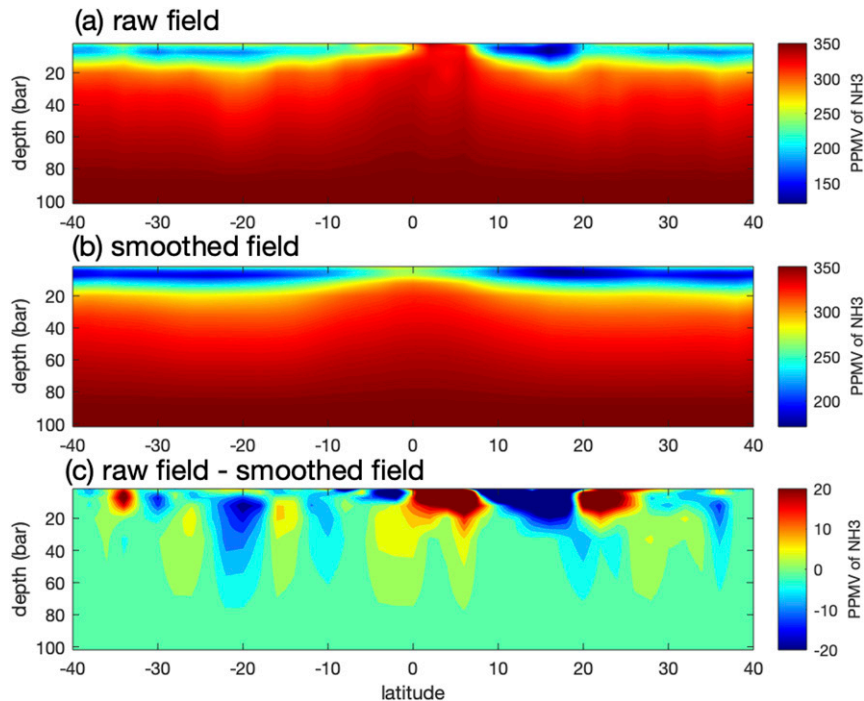 (a) raw field
depth (bar)
20
40
60
80
100
-40 -30 -20 -10 0 10 20 30 40
350
300
250
200
150
PPMV of NH3
(b) smoothed field
depth (bar)
20
40
60
80
100
-40 -30 -20 -10 0 10 20 30 40
350
300
250
200
PPMV of NH3
(c) raw field - smoothed field
depth (bar)
20
40
60
80
100
-40 -30 -20 -10 0 10 20 30 40
latitude
20
10
0
-10
-20
PPMV of NH3